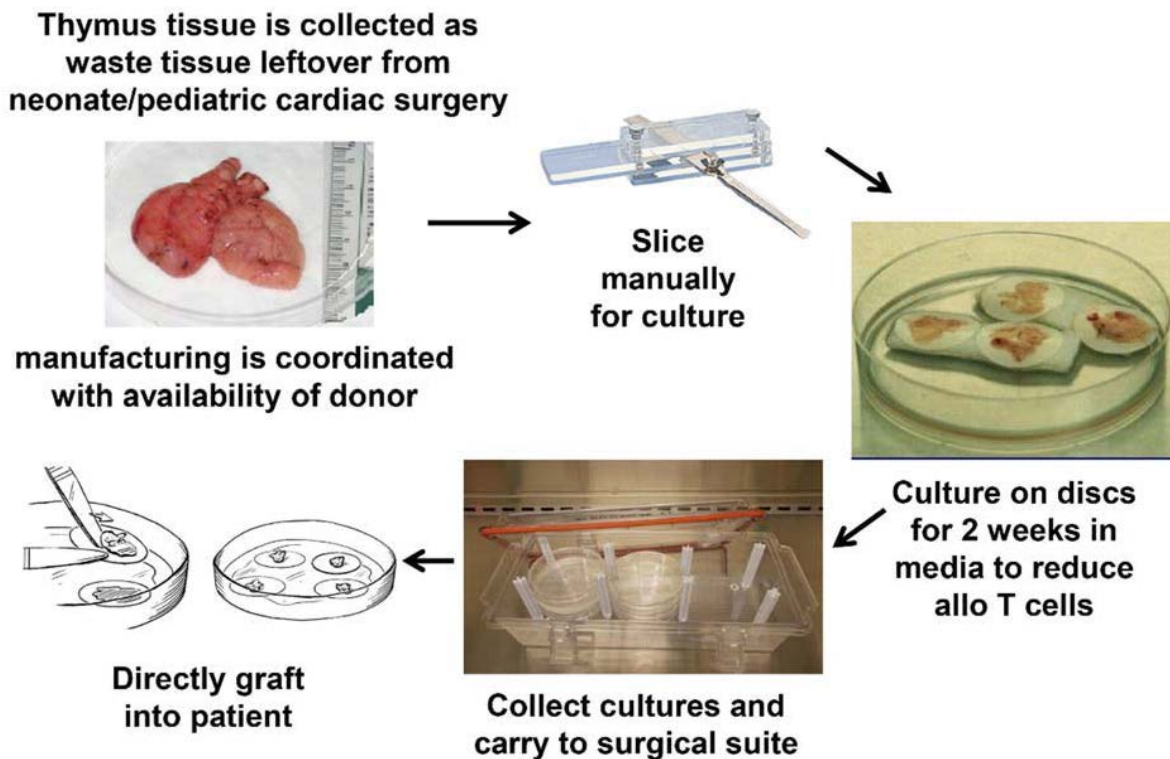 Thymus tissue is collected as
waste tissue leftover from
neonate/pediatric cardiac surgery
manufacturing is coordinated
with availability of donor
Slice
manually
for culture
Culture on discs
for 2 weeks in
media to reduce
allo T cells
Collect cultures and
carry to surgical suite
Directly graft
into patient